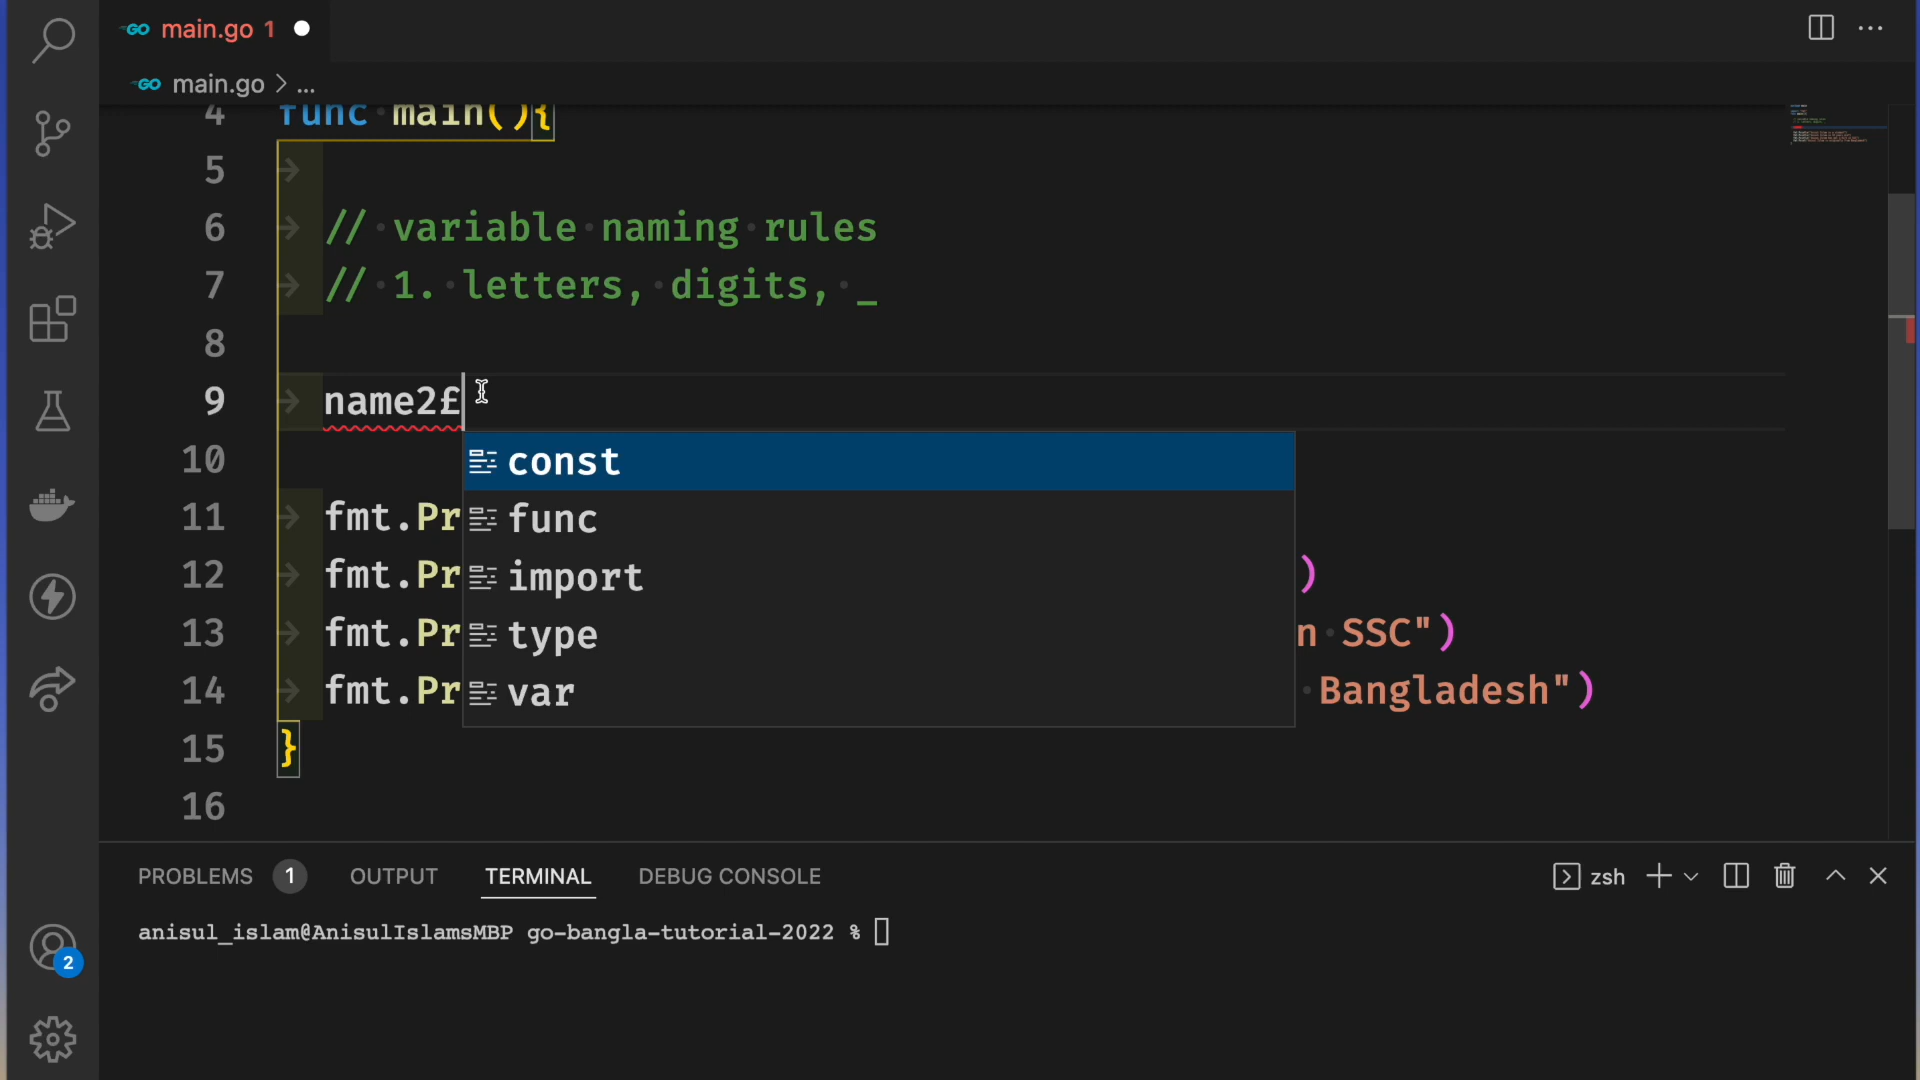 GO main.go 1
GO main.go > ...
4 func main(){
5
6 // variable naming rules
7 // 1. letters, digits, _
8
9 name2£
10
const
func
import
type
var
11 fmt.Pr
12 fmt.Pr )
13 fmt.Pr n SSC")
14 fmt.Pr Bangladesh")
15 }
16
PROBLEMS 1 OUTPUT TERMINAL DEBUG CONSOLE zsh
anisul_islam@AnisulIslamsMBP go-bangla-tutorial-2022 %
2